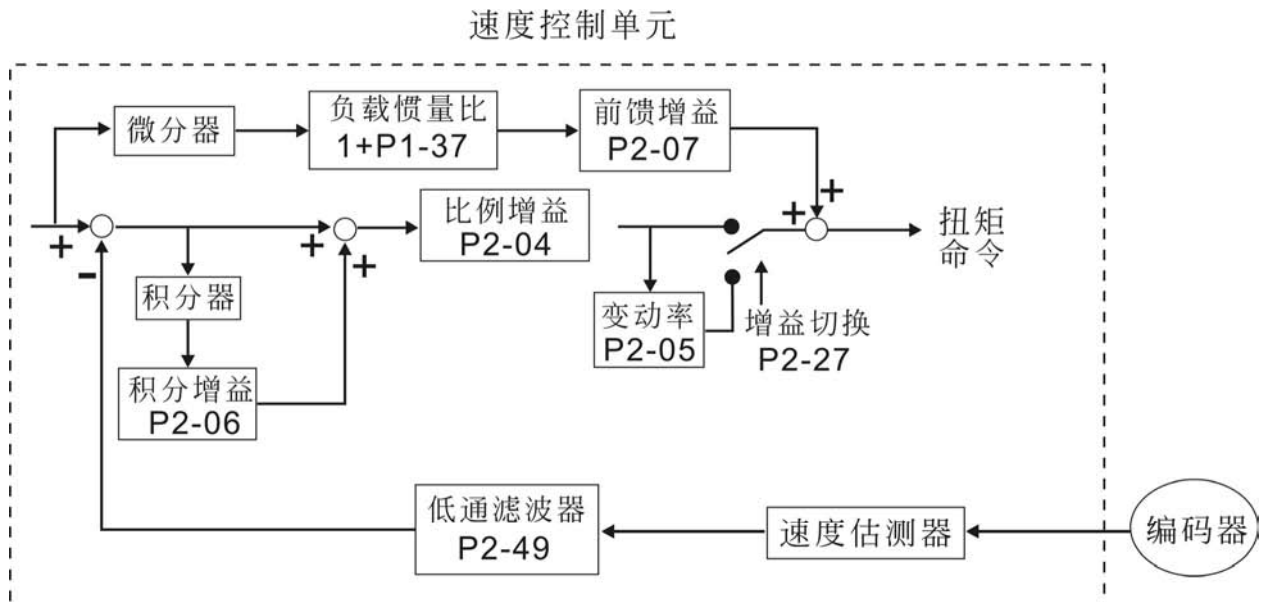 速度控制单元
微分器
负载惯量比
1+P1-37
前馈增益
P2-07
比例增益
P2-04
扭矩
命令
积分器
变动率
P2-05
增益切换
P2-27
积分增益
P2-06
低通滤波器
P2-49
速度估测器
编码器
+
-
+
+
+
+